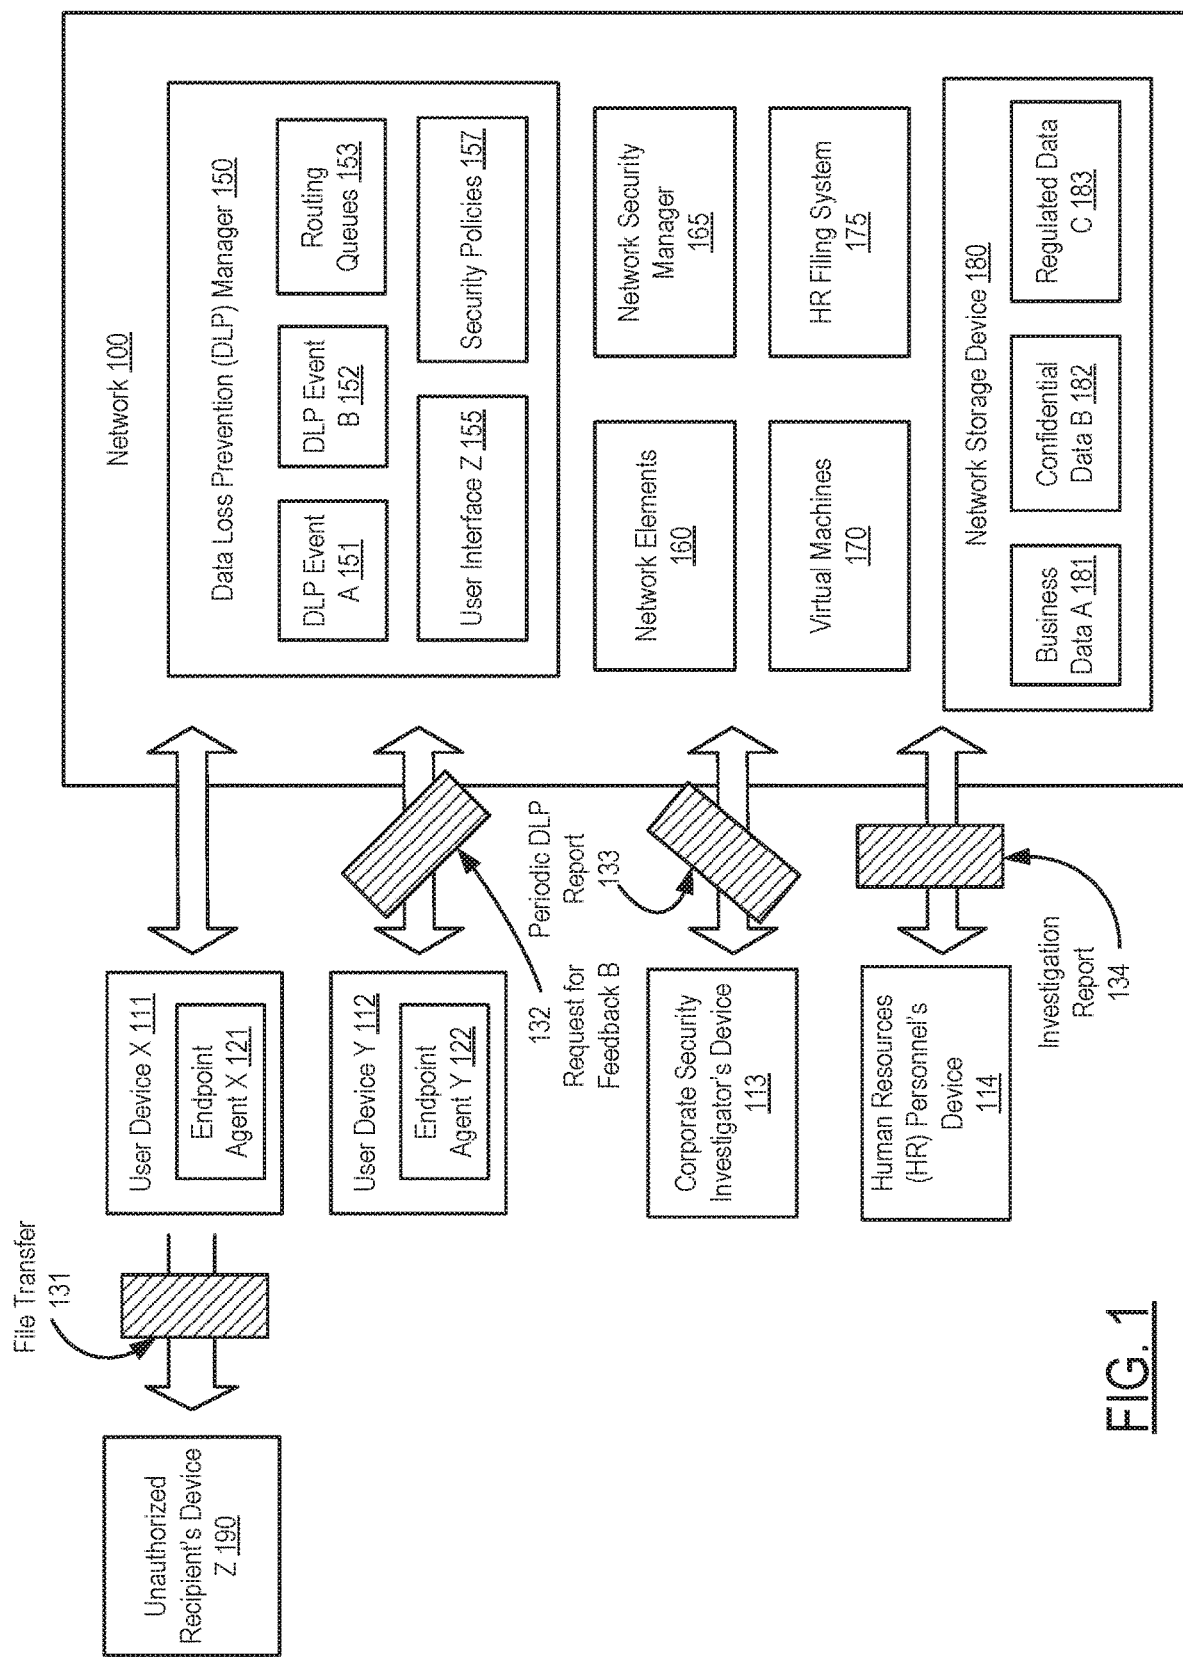 Network 100
Data Loss Prevention (DLP) Manager 150
DLP Event
A 151
DLP Event
B 152
Routing
Queues 153
User Interface Z 155
Security Policies 157
Network Elements
160
Network Security
Manager
165
Virtual Machines
170
HR Filing System
175
Network Storage Device 180
Business
Data A 181
Confidential
Data B 182
Regulated Data
C 183
File Transfer
131
Unauthorized
Recipient's Device
Z 190
User Device X 111
Endpoint
Agent X 121
User Device Y 112
Endpoint
Agent Y 122
132
Request for
Feedback B
Periodic DLP
Report
133
Corporate Security
Investigator's Device
113
Human Resources
(HR) Personnel's
Device
114
Investigation
Report
134
FIG. 1